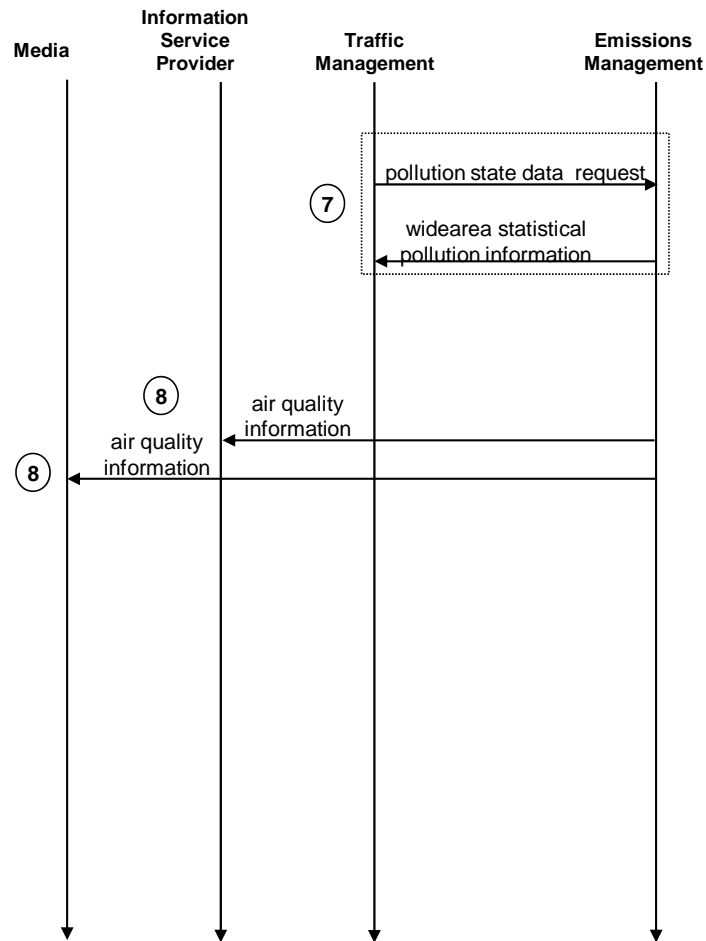 Media
Information
Service
Provider
Traffic
Management
Emissions
Management
pollution state data request
7
widearea statistical
pollution information
8
air quality
information
air quality
information
8